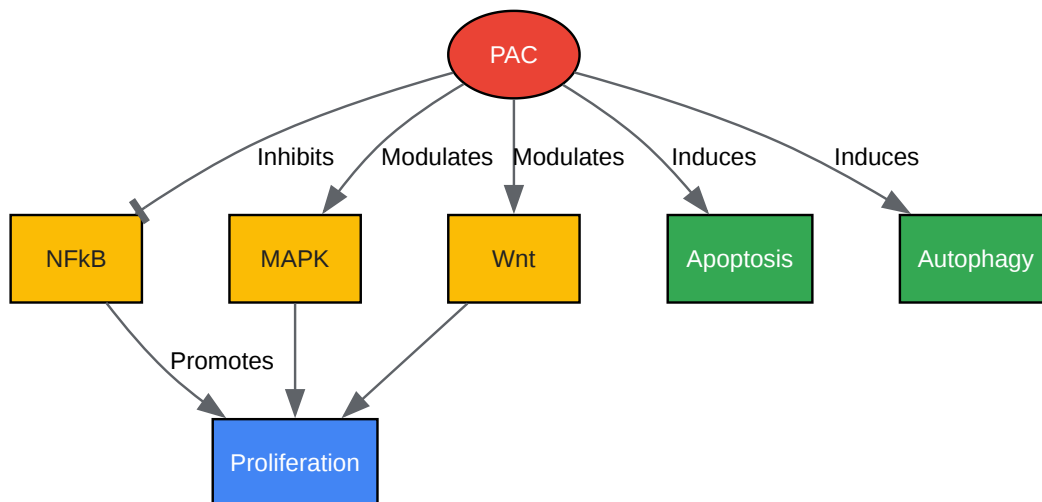 PAC
Inhibits
Modulates
Modulates
Induces
Induces
NFkB
MAPK
Wnt
Apoptosis
Autophagy
Promotes
Proliferation